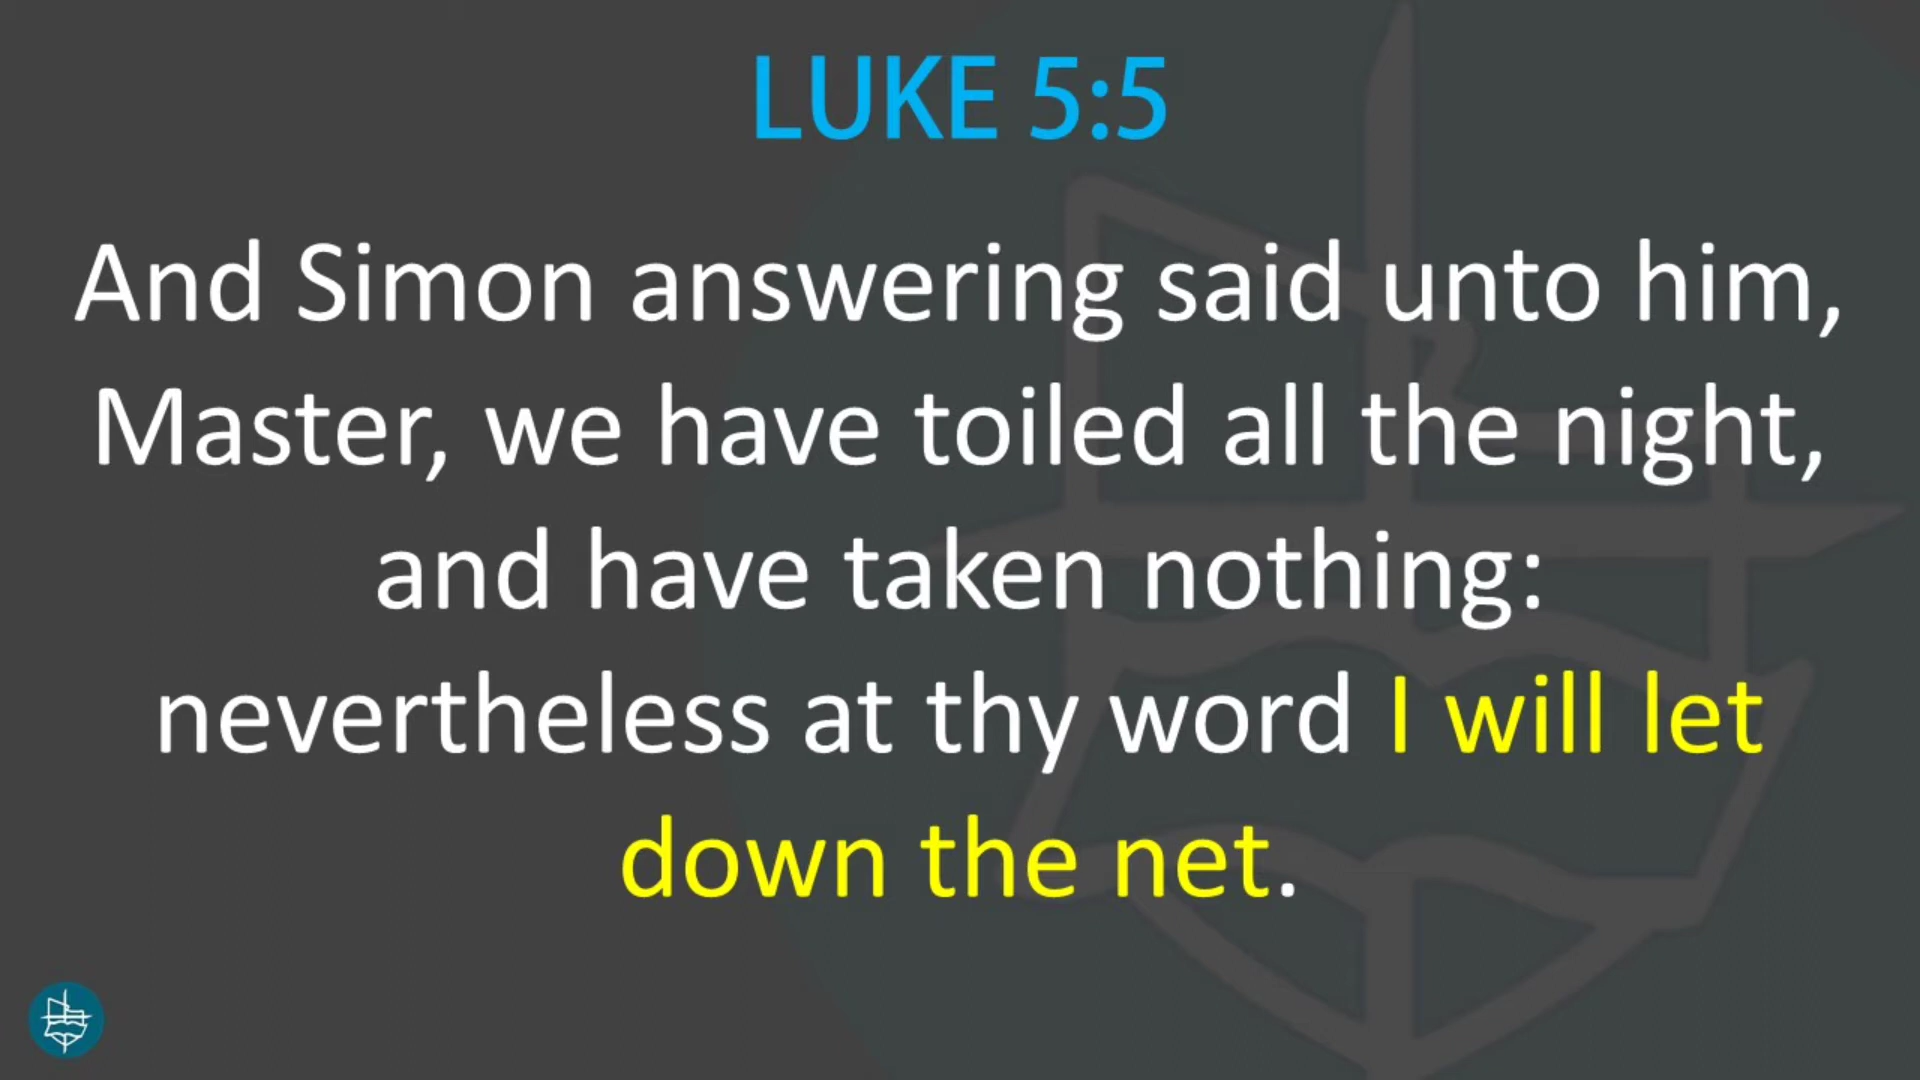 LUKE 5:5
And Simon answering said unto him,
Master, we have toiled all the night,
and have taken nothing:
nevertheless at thy word I will let
down the net.